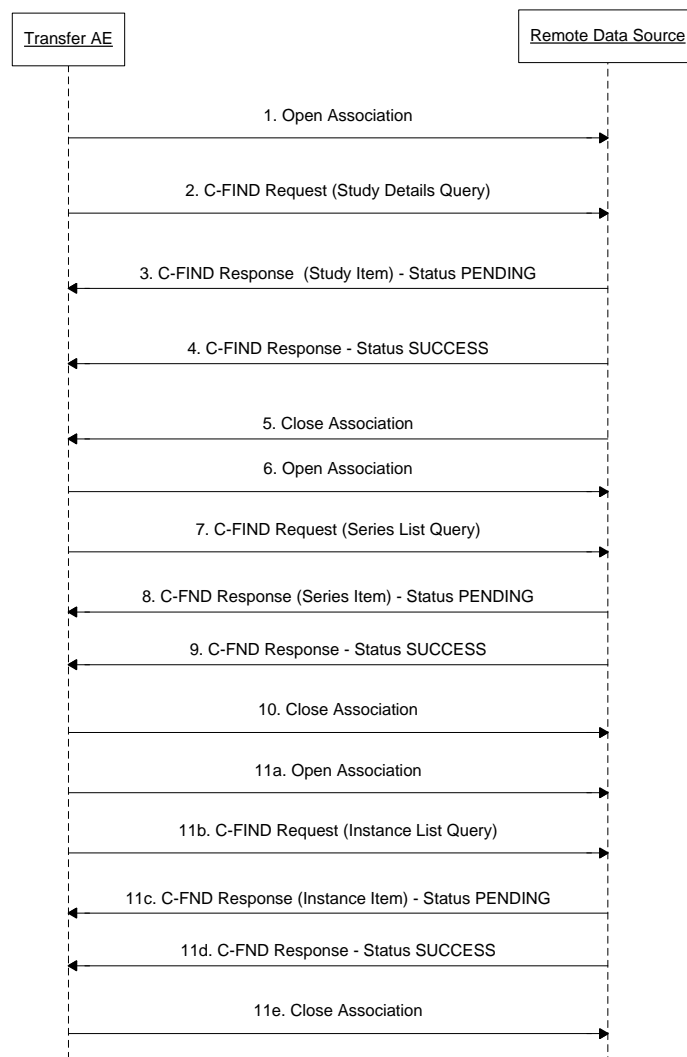 Transfer AE
Remote Data Source
1. Open Association
2. C-FIND Request (Study Details Query)
3. C-FIND Response  (Study Item) - Status PENDING
4. C-FIND Response - Status SUCCESS
5. Close Association
6. Open Association
7. C-FIND Request (Series List Query)
8. C-FND Response (Series Item) - Status PENDING
9. C-FND Response - Status SUCCESS
10. Close Association
11a. Open Association
11b. C-FIND Request (Instance List Query)
11c. C-FND Response (Instance Item) - Status PENDING
11d. C-FND Response - Status SUCCESS
11e. Close Association